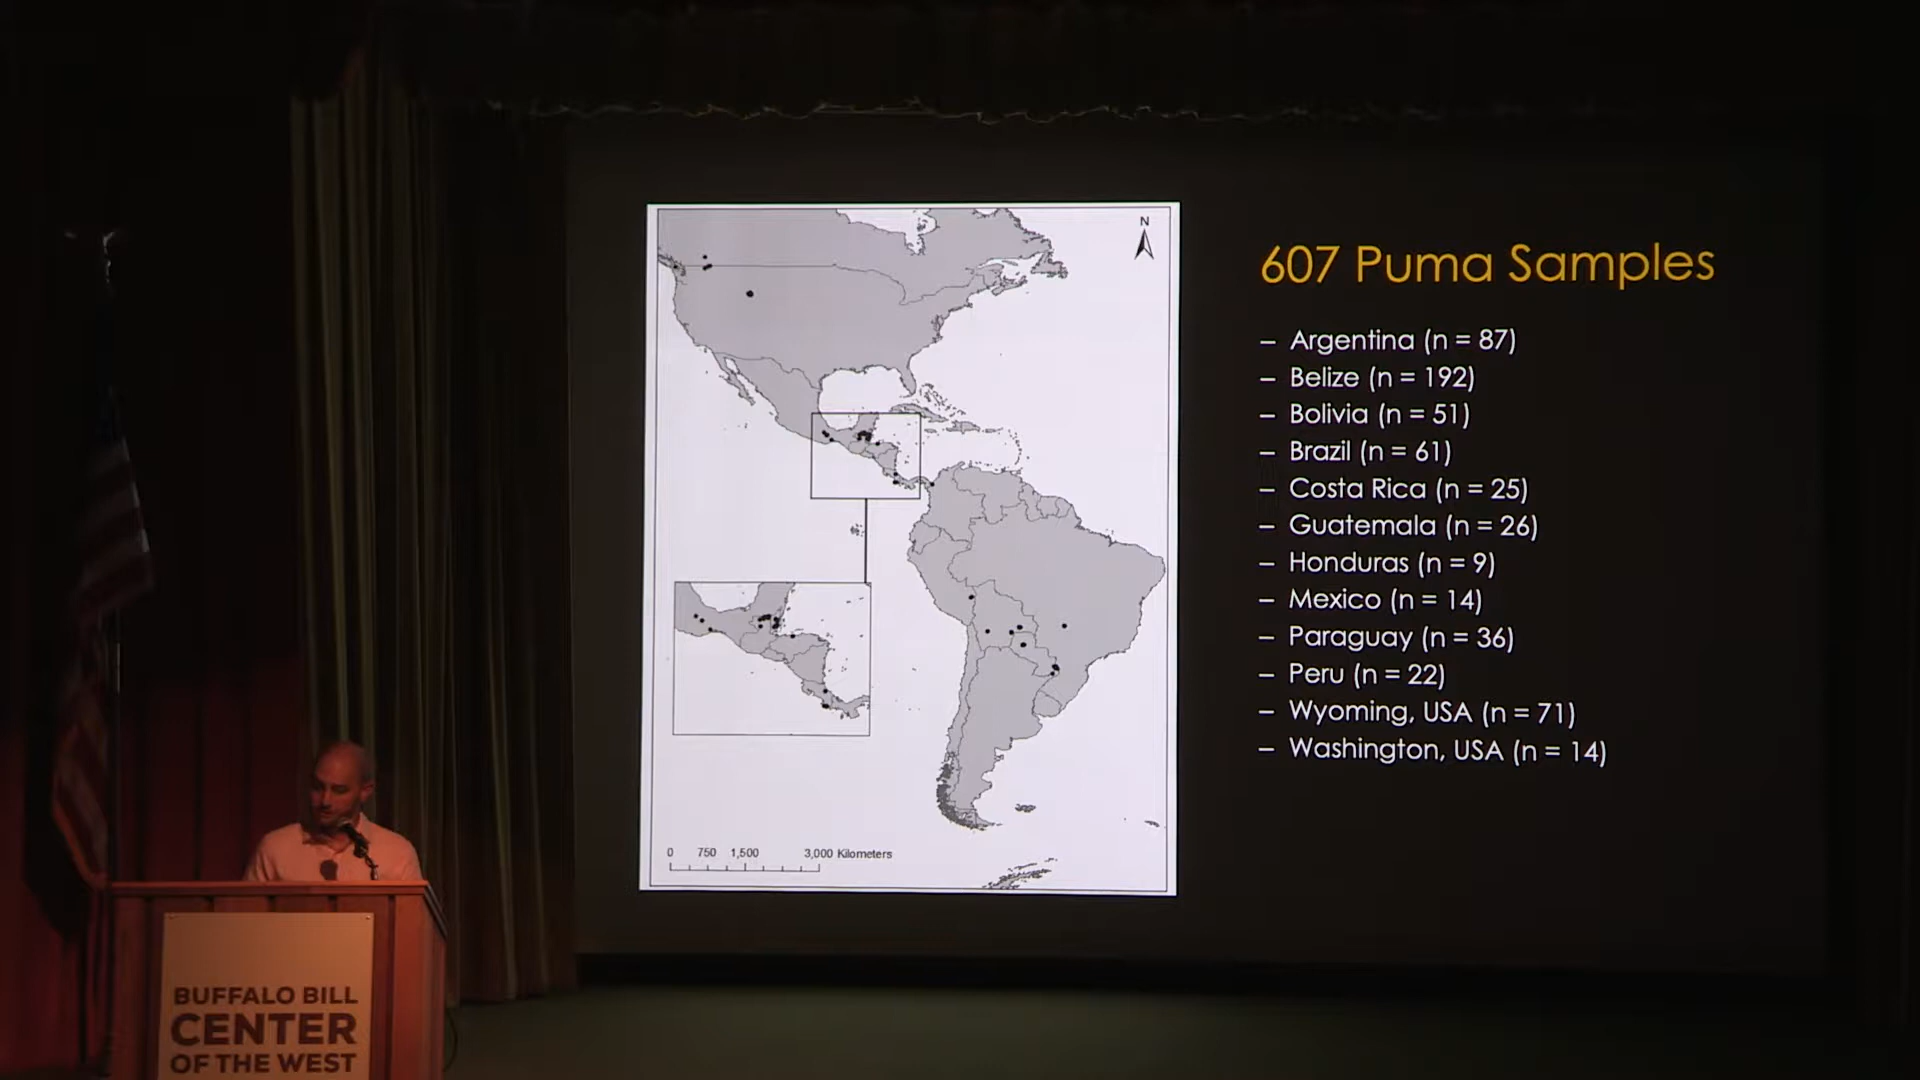 N
607 Puma Samples
– Argentina (n = 87)
– Belize (n = 192)
– Bolivia (n = 51)
– Brazil (n = 61)
– Costa Rica (n = 25)
– Guatemala (n = 26)
– Honduras (n = 9)
– Mexico (n = 14)
– Paraguay (n = 36)
– Peru (n = 22)
– Wyoming, USA (n = 71)
– Washington, USA (n = 14)
0 750 1,500 3,000 Kilometers
BUFFALO BILL
CENTER
OF THE WEST